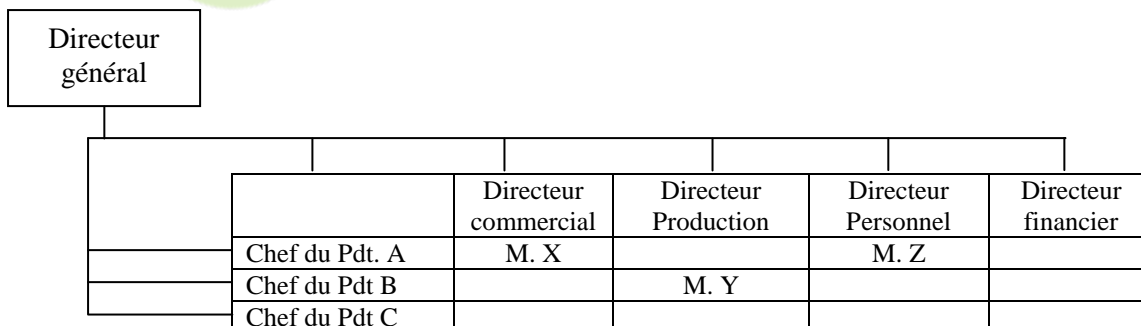 Directeur
général
Directeur Directeur Directeur Directeur
commercial Production Personnel financier
Chef du Pdt. A M. X M. Z
Chef du Pdt B M. Y
Chef du Pdt C